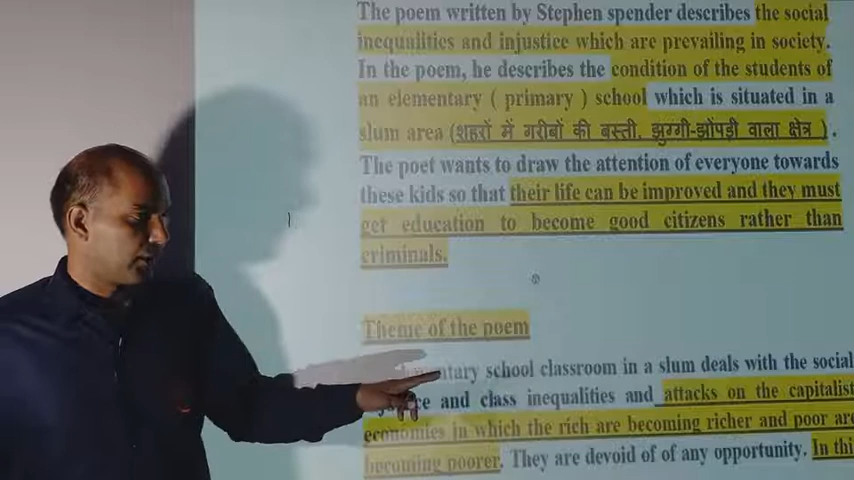 The poem written by Stephen spender describes the social
inequalities and injustice which are prevailing in society.
In the poem, he describes the condition of the students of
an elementary ( primary ) school which is situated in a
slum area (शहरों में गरीबों की बस्ती, झुग्गी-झोपड़ी वाला क्षेत्र ).
The Poet wants to draw the attention of everyone towards
these kids so that their life can be improved and they must
get education to become good citizens rather than
criminals .
Theme of the poem
school classroom in a slum deals with the social
and class inequalities and attacks on the capitalist
economies in which the rich are becoming richer and poor are
becoming poorer. They are devoid of any opportunity. In this